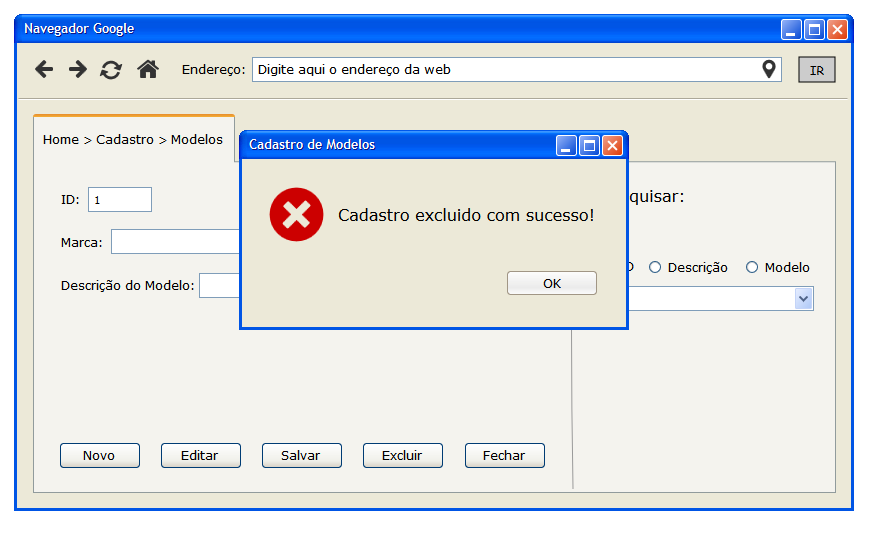 Navegador Google
Endereço: Digite aqui o endereço da web IR
Home > Cadastro > Modelos
Cadastro de Modelos
ID: 1
quisar:
Cadastro excluido com sucesso!
Marca:
Descrição Modelo
Descrição do Modelo:
OK
Novo Editar Salvar Excluir Fechar